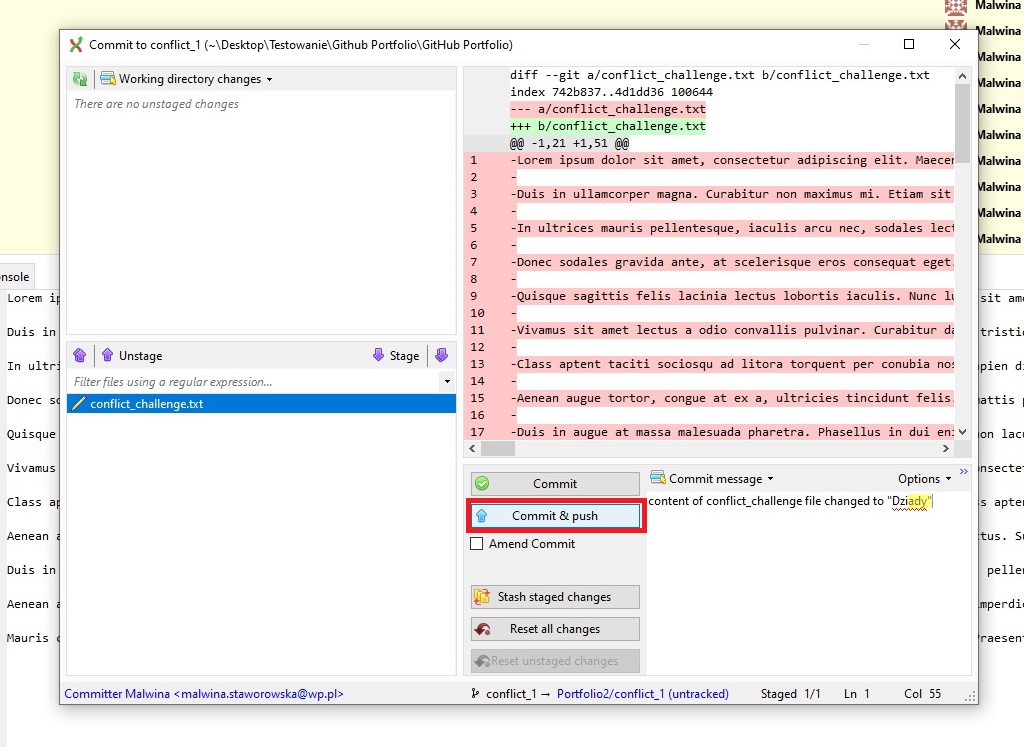 Malwina
Malwina
Malwina
Malwina
Malwina
Malwina
Malwina
Malwina
Malwina
Malwina
Commit to conflict_1 (~\Desktop\Testowanie\Github Portfolio\GitHub Portfolio)
Working directory changes
There are no unstaged changes
Unstage
Stage
Filter files using a regular expression...
conflict_challenge.txt
diff --git a/conflict_challenge.txt b/conflict_challenge.txt
index 742b837..4d1dd36 100644
--- a/conflict_challenge.txt
+++ b/conflict_challenge.txt
@@ -1,21 +1,51 @@
1 -Lorem ipsum dolor sit amet, consectetur adipiscing elit. Maecen
2 -
3 -Duis in ullamcorper magna. Curabitur non maximus mi. Etiam sit
4 -
5 -In ultrices mauris pellentesque, iaculis arcu nec, sodales lect
6 -
7 -Donec sodales gravida ante, at scelerisque eros consequat eget.
8 -
9 -Quisque sagittis felis lacinia lectus lobortis iaculis. Nunc lu
10 -
11 -Vivamus sit amet lectus a odio convallis pulvinar. Curabitur da
12 -
13 -Class aptent taciti sociosqu ad litora torquent per conubia nos
14 -
15 -Aenean augue tortor, congue at ex a, ultricies tincidunt felis.
16 -
17 -Duis in augue at massa malesuada pharetra. Phasellus in dui eni
Commit
Commit & push
Amend Commit
Stash staged changes
Reset all changes
Reset unstaged changes
Commit message
Options
content of conflict_challenge file changed to "Dziady"
Committer Malwina <malwina.staworowska@wp.pl>
conflict_1 → Portfolio2/conflict_1 (untracked)
Staged 1/1
Ln 1
Col 55
nsole
Lorem ip
Duis in
In ultri
Donec so
Quisque
Vivamus
Class ap
Aenean a
Duis in
Aenean a
Mauris
sit ame
tristiq
pien di
mattis p
on lacu
nsectet
s apten
tus. Su
pellen
imperdie
raesent